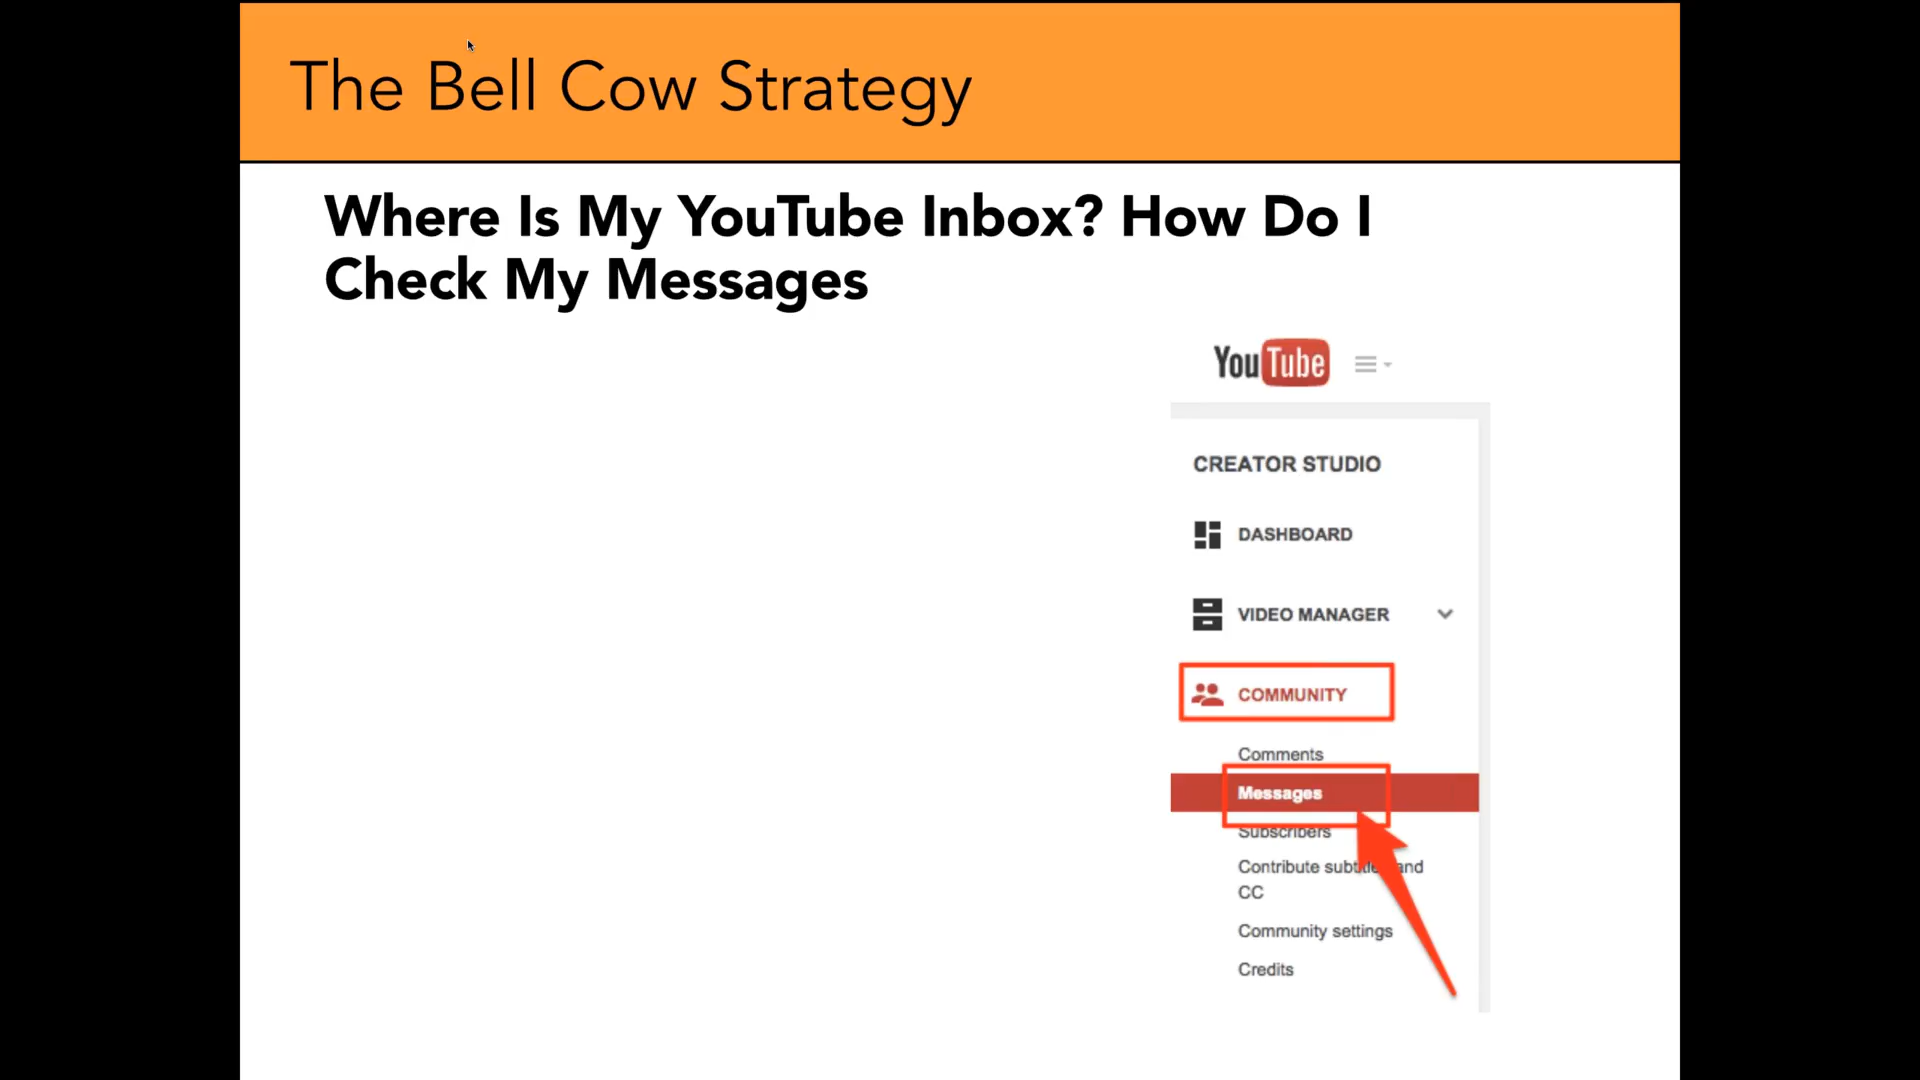 The Bell Cow Strategy
Where Is My YouTube Inbox? How Do I
Check My Messages
YouTube
CREATOR STUDIO
DASHBOARD
VIDEO MANAGER
COMMUNITY
Comments
Messages
Subscribers
Contribute subtitles and
CC
Community settings
Credits